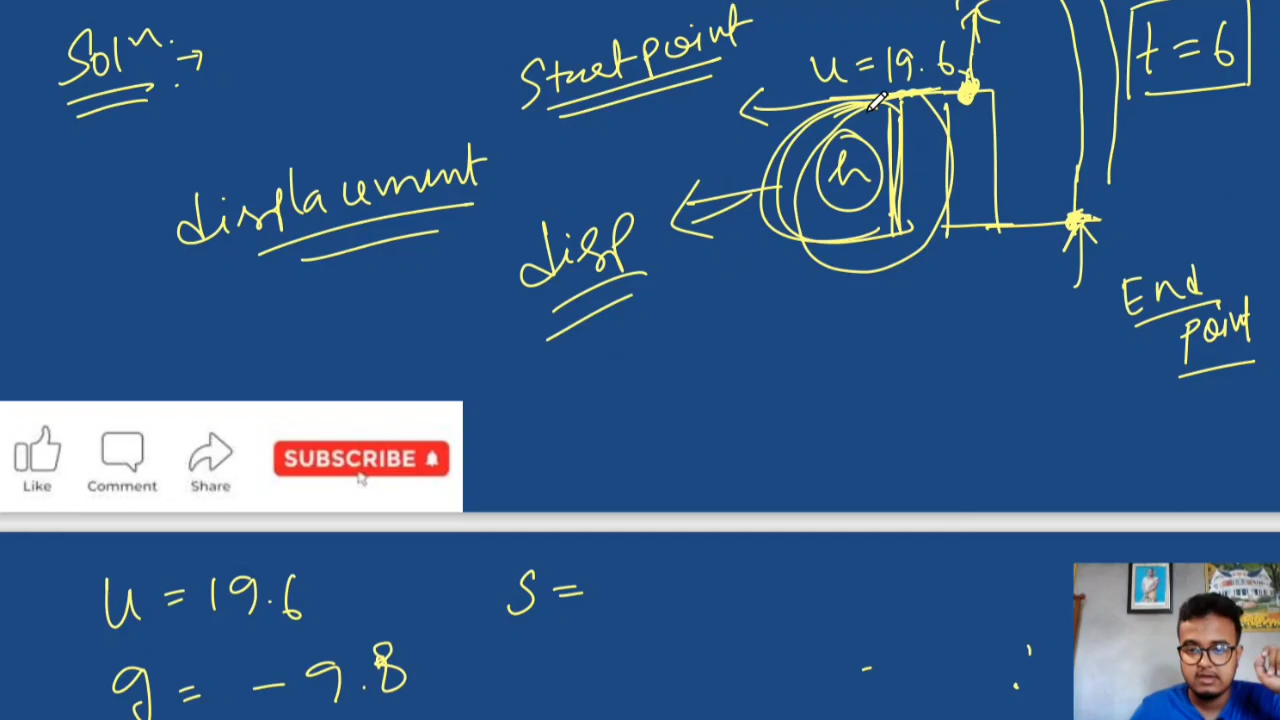 Solⁿ. :→
Start point
u = 19.6
t = 6
h
displacement
disp
End
point
Like
Comment
Share
SUBSCRIBE
u = 19.6
s =
g = - 9.8